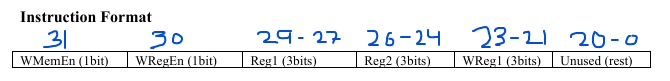 Instruction Format
31 30 29-27 26-24 23-21 20-0
WMemEn (1bit) WRegEn (1bit) Reg1 (3bits) Reg2 (3bits) WReg1 (3bits) Unused (rest)